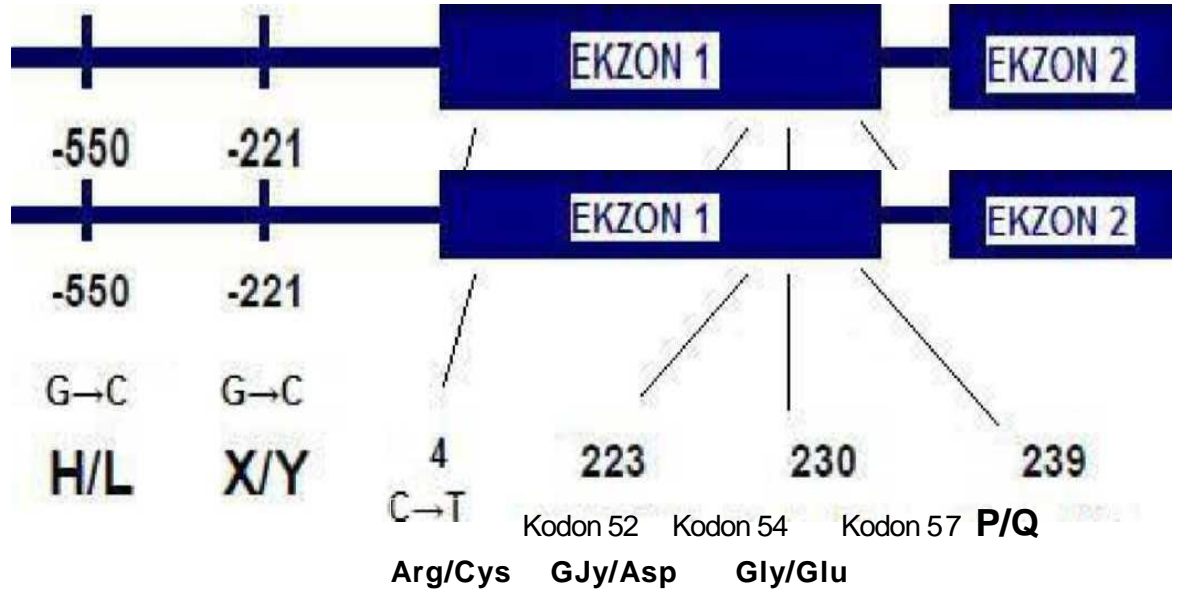 EKZON 1 EKZON 2
-550 -221
EKZON 1 EKZON 2
-550 -221
G→C G→C
H/L X/Y 4 223 230 239
C→T
Kodon 52 Kodon 54 Kodon 57 P/Q
Arg/Cys GJy/Asp Gly/Glu